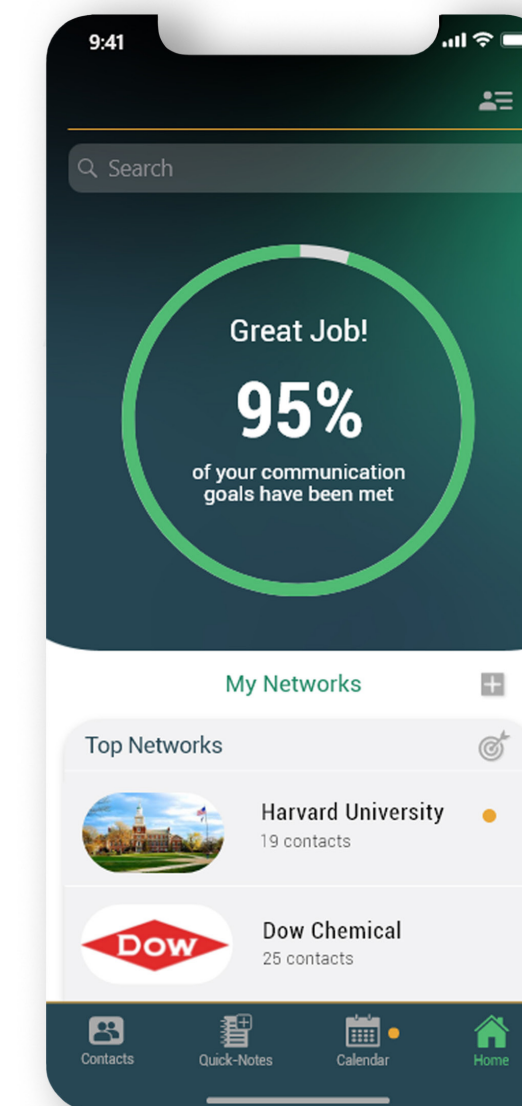 9:41
Search
Great Job!
95%
of your communication
goals have been met
My Networks
Top Networks
Harvard University
19 contacts
Dow
Dow Chemical
25 contacts
Contacts
Quick-Notes
Calendar
Home